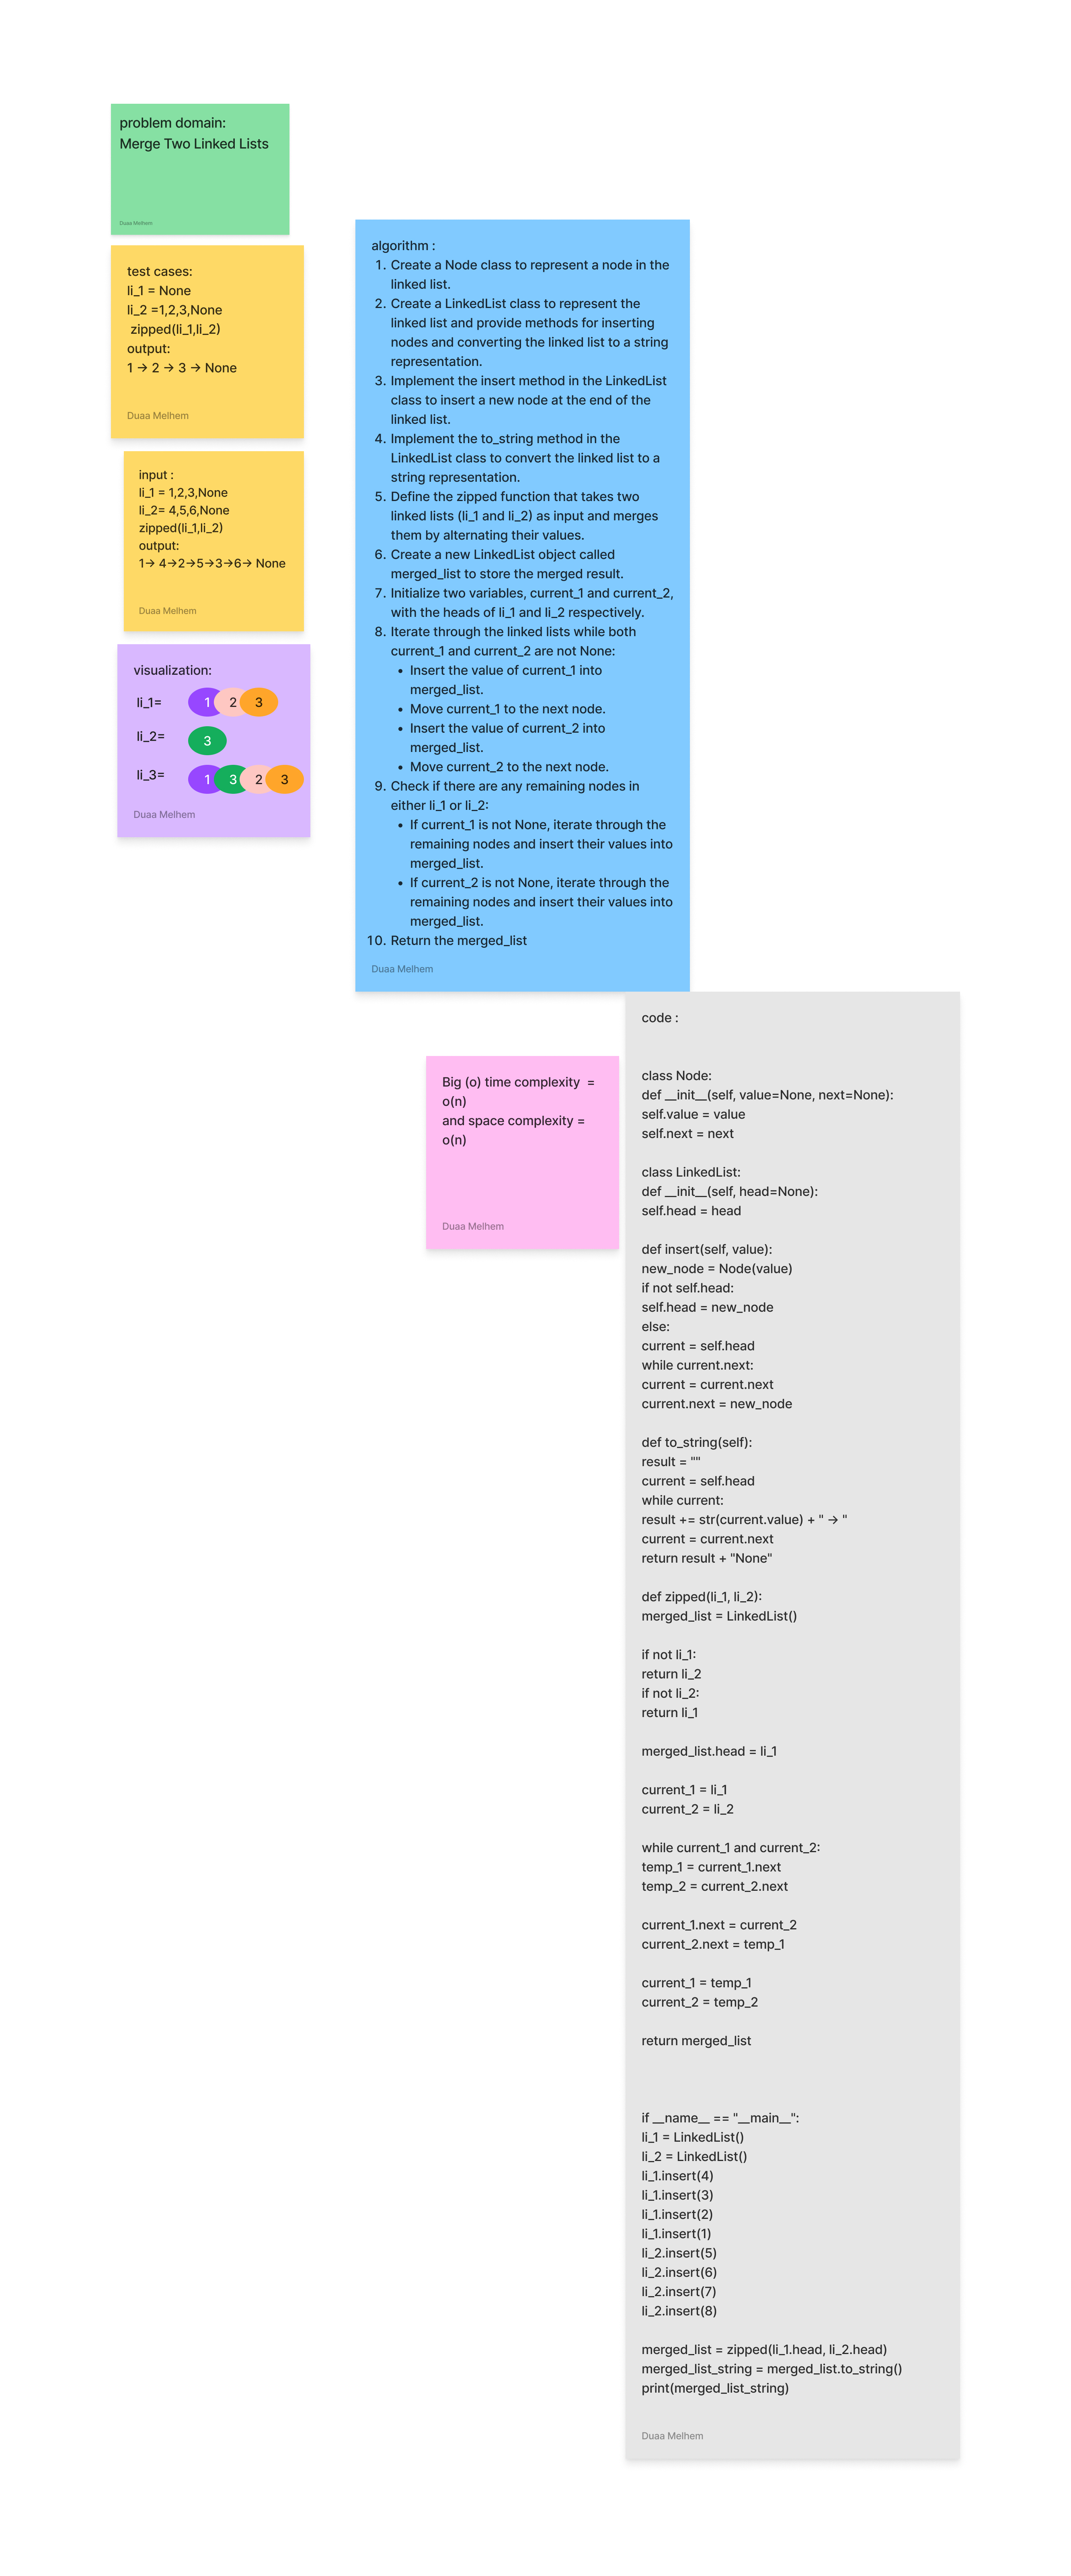 problem domain:
Merge Two Linked Lists
Duaa Melhem
test cases:
li_1 = None
li_2 =1,2,3,None
zipped(li_1,li_2)
output:
1 → 2 → 3 → None
Duaa Melhem
input :
li_1 = 1,2,3,None
li_2= 4,5,6,None
zipped(li_1,li_2)
output:
1→ 4→2→5→3→6→ None
Duaa Melhem
visualization:
li_1= 1 2 3
li_2= 3
li_3= 1 3 2 3
Duaa Melhem
algorithm :
1. Create a Node class to represent a node in the
linked list.
2. Create a LinkedList class to represent the
linked list and provide methods for inserting
nodes and converting the linked list to a string
representation.
3. Implement the insert method in the LinkedList
class to insert a new node at the end of the
linked list.
4. Implement the to_string method in the
LinkedList class to convert the linked list to a
string representation.
5. Define the zipped function that takes two
linked lists (li_1 and li_2) as input and merges
them by alternating their values.
6. Create a new LinkedList object called
merged_list to store the merged result.
7. Initialize two variables, current_1 and current_2,
with the heads of li_1 and li_2 respectively.
8. Iterate through the linked lists while both
current_1 and current_2 are not None:
• Insert the value of current_1 into
merged_list.
• Move current_1 to the next node.
• Insert the value of current_2 into
merged_list.
• Move current_2 to the next node.
9. Check if there are any remaining nodes in
either li_1 or li_2:
• If current_1 is not None, iterate through the
remaining nodes and insert their values into
merged_list.
• If current_2 is not None, iterate through the
remaining nodes and insert their values into
merged_list.
10. Return the merged_list
Duaa Melhem
Big (o) time complexity  =
o(n)
and space complexity =
o(n)
Duaa Melhem
code :
class Node:
def __init__(self, value=None, next=None):
self.value = value
self.next = next
class LinkedList:
def __init__(self, head=None):
self.head = head
def insert(self, value):
new_node = Node(value)
if not self.head:
self.head = new_node
else:
current = self.head
while current.next:
current = current.next
current.next = new_node
def to_string(self):
result = ""
current = self.head
while current:
result += str(current.value) + " → "
current = current.next
return result + "None"
def zipped(li_1, li_2):
merged_list = LinkedList()
if not li_1:
return li_2
if not li_2:
return li_1
merged_list.head = li_1
current_1 = li_1
current_2 = li_2
while current_1 and current_2:
temp_1 = current_1.next
temp_2 = current_2.next
current_1.next = current_2
current_2.next = temp_1
current_1 = temp_1
current_2 = temp_2
return merged_list
if __name__ == "__main__":
li_1 = LinkedList()
li_2 = LinkedList()
li_1.insert(4)
li_1.insert(3)
li_1.insert(2)
li_1.insert(1)
li_2.insert(5)
li_2.insert(6)
li_2.insert(7)
li_2.insert(8)
merged_list = zipped(li_1.head, li_2.head)
merged_list_string = merged_list.to_string()
print(merged_list_string)
Duaa Melhem